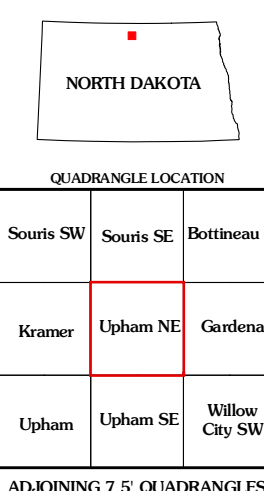 NORTH DAKOTA
QUADRANGLE LOCATION
Souris SW
Souris SE
Bottineau
Kramer
Upham NE
Gardena
Upham
Upham SE
Willow
City SW
ADJOINING 7.5' QUADRANGLES